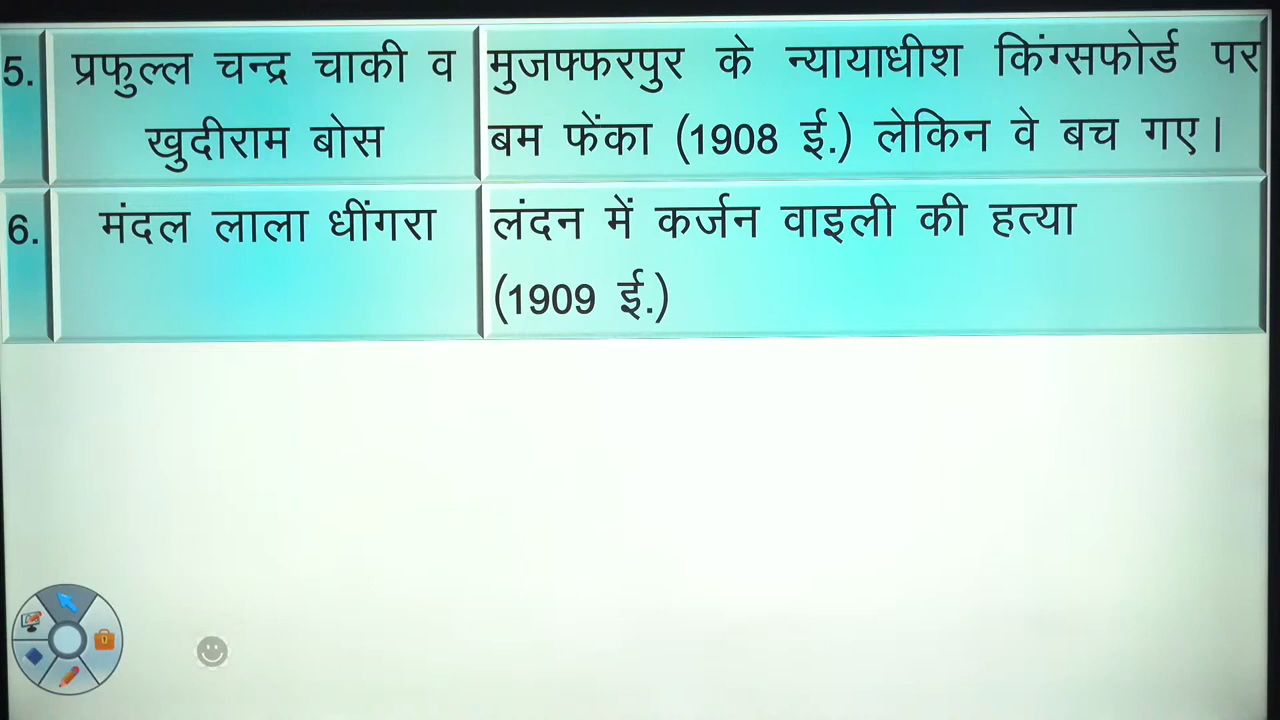 5. प्रफुल्ल चन्द्र चाकी व मुजफ्फरपुर के न्यायाधीश किंग्सफोर्ड पर
खुदीराम बोस बम फेंका (1908 ई.) लेकिन वे बच गए।
6. मंदल लाला धींगरा लंदन में कर्जन वाइली की हत्या
(1909 ई.)